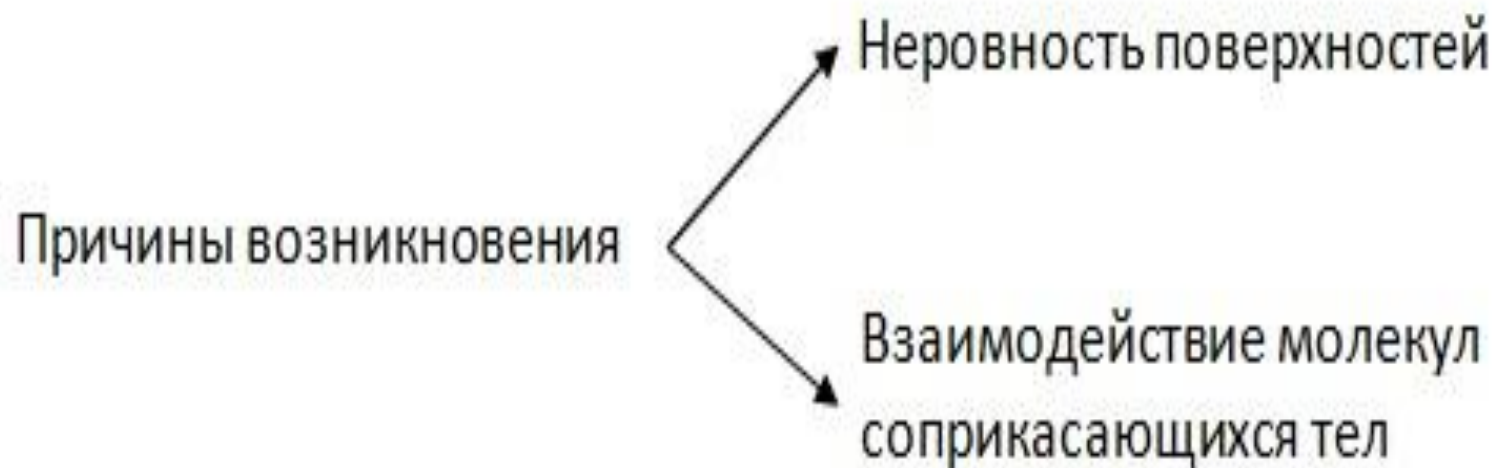 Неровность поверхностей
Причины возникновения
Взаимодействие молекул
соприкасающихся тел